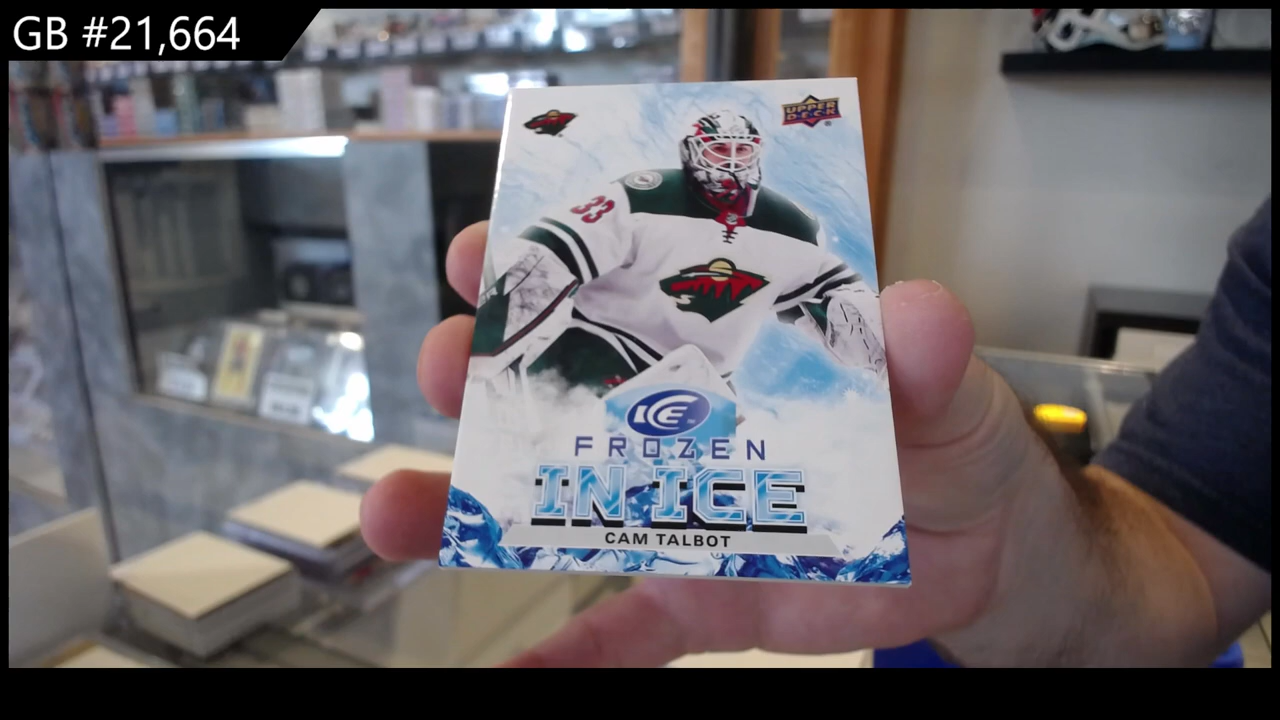 GB #21,664
UPPER
DECK
33
ICE
FROZEN
IN ICE
CAM TALBOT